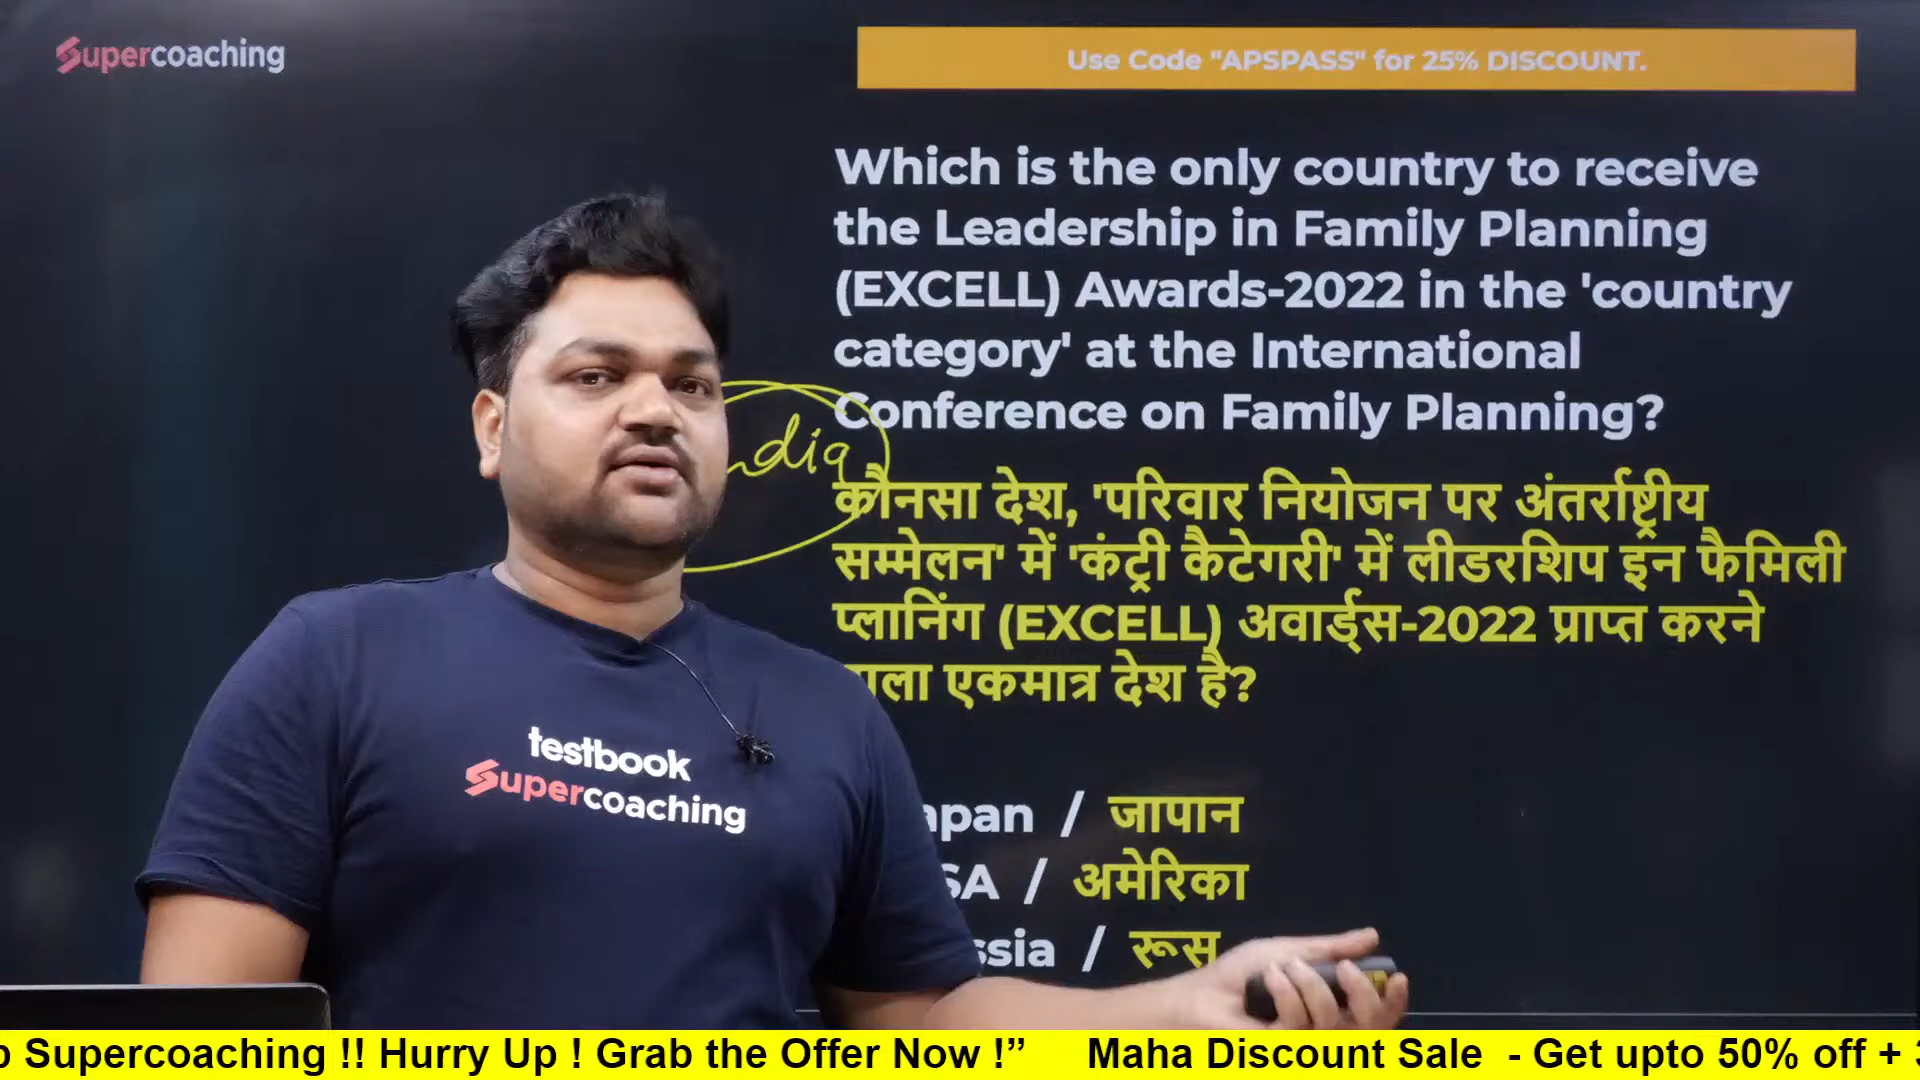 Supercoaching
Use Code "APSPASS" for 25% DISCOUNT.
Which is the only country to receive
the Leadership in Family Planning
(EXCELL) Awards-2022 in the 'country
category' at the International
Conference on Family Planning?
कौनसा देश, 'परिवार नियोजन पर अंतर्राष्ट्रीय
सम्मेलन' में 'कंट्री कैटेगरी' में लीडरशिप इन फैमिली
प्लानिंग (EXCELL) अवार्ड्स-2022 प्राप्त करने
एकमात्र देश है?
/ जापान
/ अमेरिका
/ रूस
testbook
Supercoaching
Supercoaching !! Hurry Up ! Grab the Offer Now !” Maha Discount Sale - Get upto 50% off +